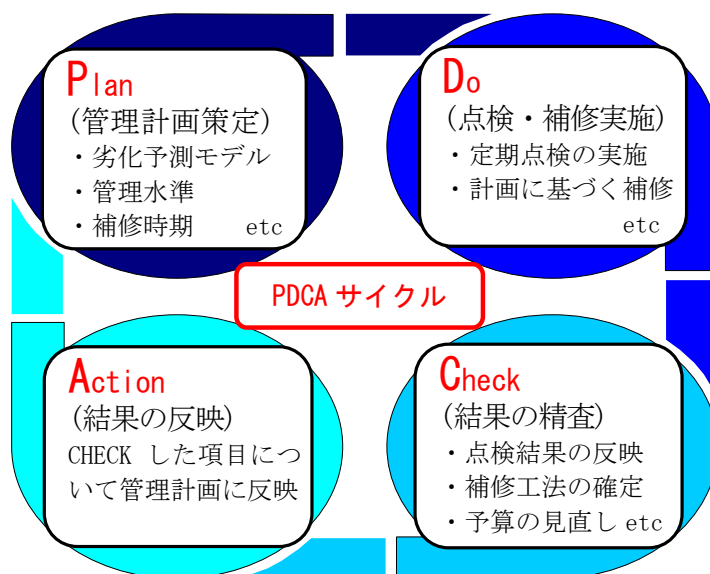 Plan
(管理計画策定)
・劣化予測モデル
・管理水準
・補修時期 etc
Do
(点検・補修実施)
・定期点検の実施
・計画に基づく補修
etc
PDCA サイクル
Action
(結果の反映)
CHECK した項目につ
いて管理計画に反映
Check
(結果の精査)
・点検結果の反映
・補修工法の確定
・予算の見直し etc